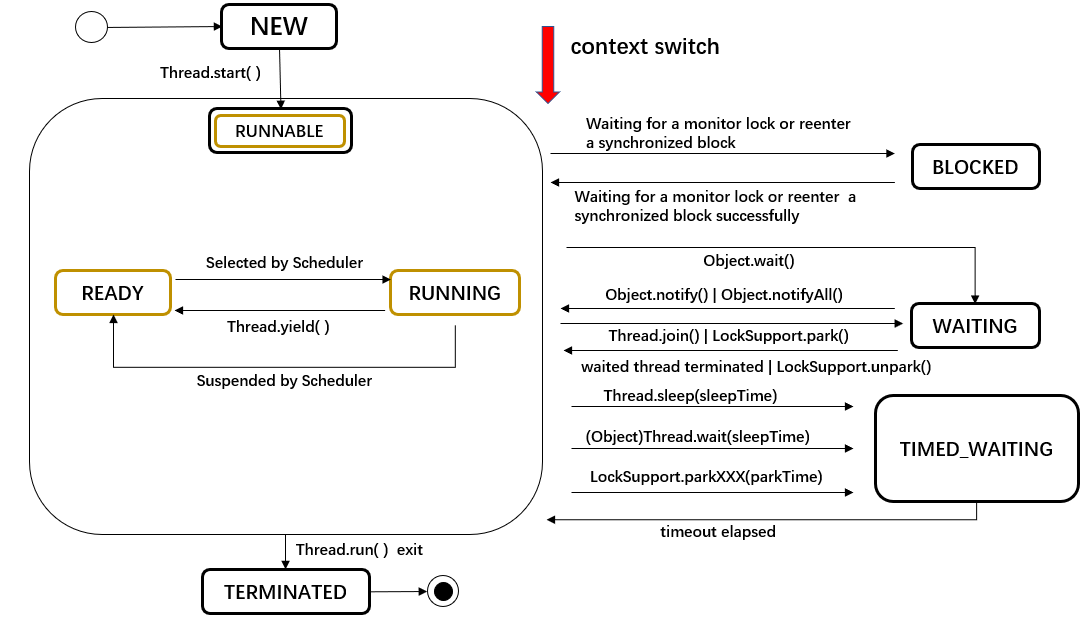 NEW
context switch
Thread.start( )
RUNNABLE
Waiting for a monitor lock or reenter
a synchronized block
BLOCKED
Waiting for a monitor lock or reenter  a
synchronized block successfully
Selected by Scheduler
READY
RUNNING
Thread.yield( )
Suspended by Scheduler
Object.wait()
Object.notify() | Object.notifyAll()
WAITING
Thread.join() | LockSupport.park()
waited thread terminated | LockSupport.unpark()
Thread.sleep(sleepTime)
(Object)Thread.wait(sleepTime)
TIMED_WAITING
LockSupport.parkXXX(parkTime)
timeout elapsed
Thread.run( )  exit
TERMINATED